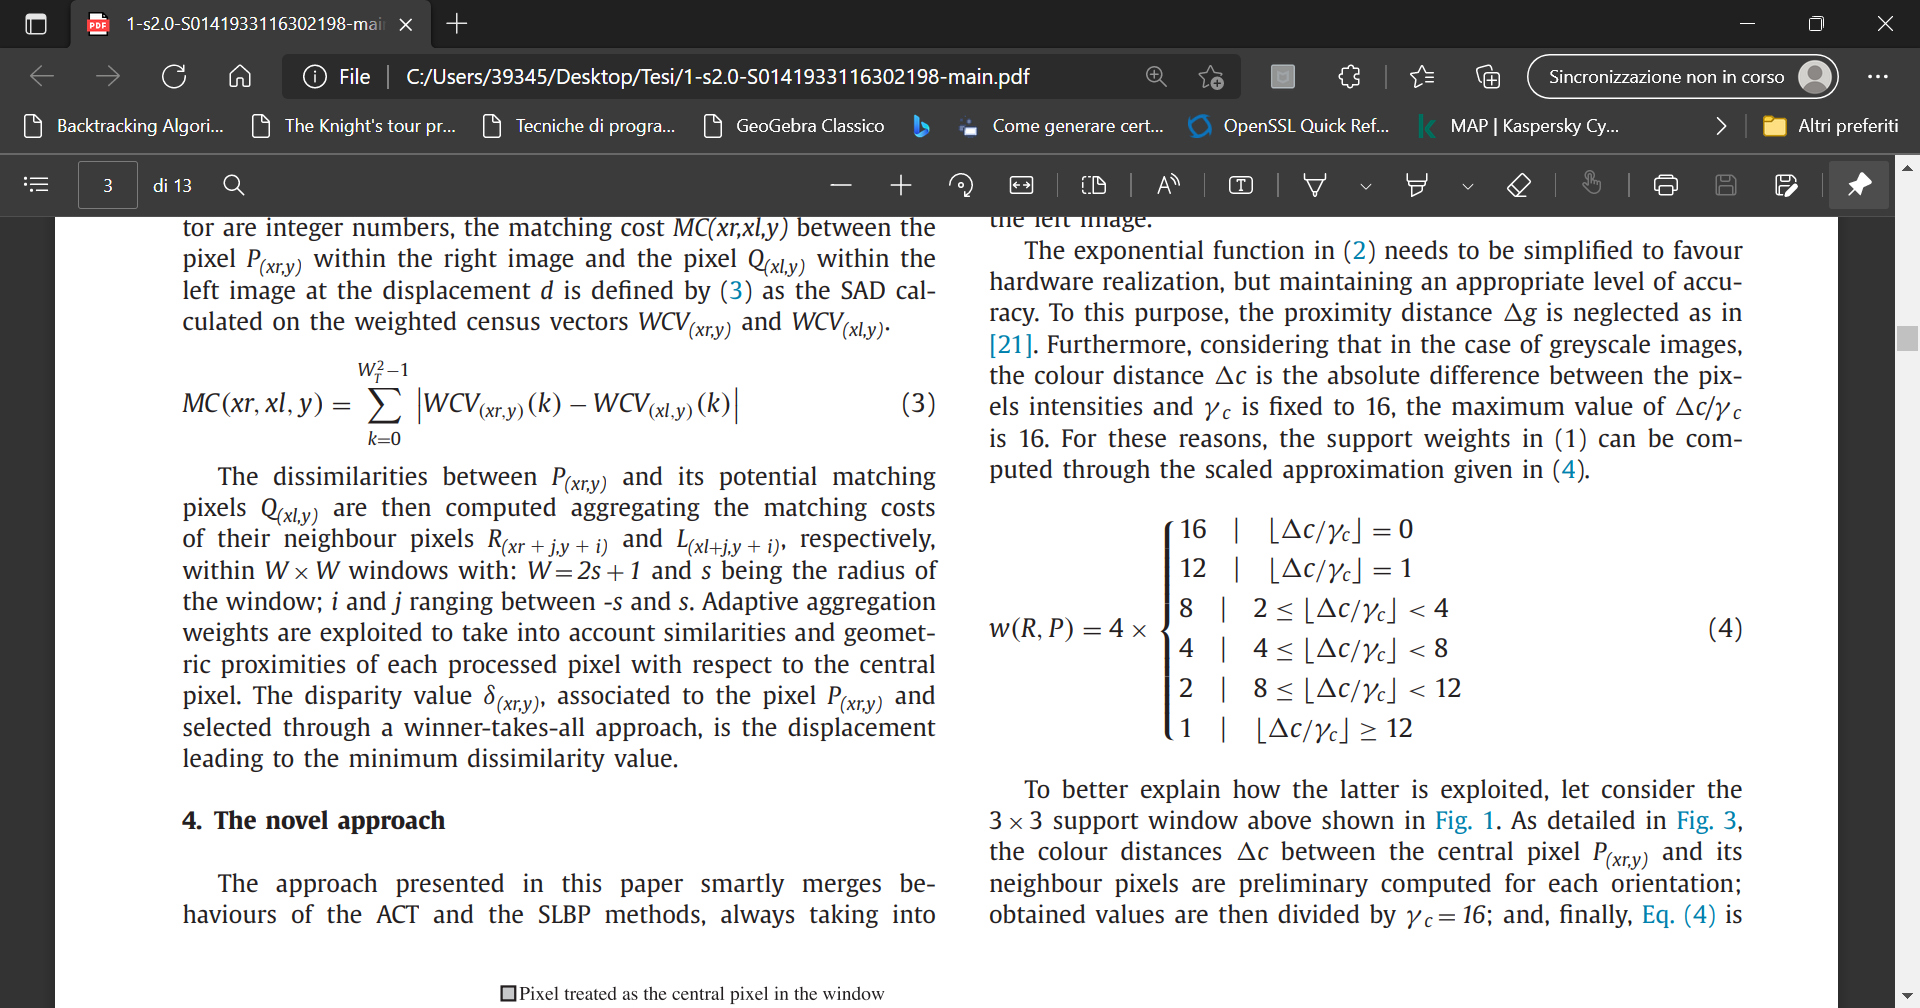 1-s2.0-S0141933116302198-mai
File
C:/Users/39345/Desktop/Tesi/1-s2.0-S0141933116302198-main.pdf
Sincronizzazione non in corso
Backtracking Algori...
The Knight's tour pr...
Tecniche di progra...
GeoGebra Classico
Come generare cert...
OpenSSL Quick Ref...
MAP | Kaspersky Cy...
Altri preferiti
3 di 13
tor are integer numbers, the matching cost MC(xr,xl,y) between the
pixel P(xr,y) within the right image and the pixel Q(xl,y) within the
left image at the displacement d is defined by (3) as the SAD cal-
culated on the weighted census vectors WCV(xr,y) and WCV(xl,y).
MC(xr, xl, y) = ∑_{k=0}^{W_T^2−1} |WCV(xr,y)(k) − WCV(xl,y)(k)| (3)
The dissimilarities between P(xr,y) and its potential matching
pixels Q(xl,y) are then computed aggregating the matching costs
of their neighbour pixels R(xr + j,y + i) and L(xl+j,y + i), respectively,
within W × W windows with: W = 2s + 1 and s being the radius of
the window; i and j ranging between -s and s. Adaptive aggregation
weights are exploited to take into account similarities and geomet-
ric proximities of each processed pixel with respect to the central
pixel. The disparity value δ(xr,y), associated to the pixel P(xr,y) and
selected through a winner-takes-all approach, is the displacement
leading to the minimum dissimilarity value.
4. The novel approach
The approach presented in this paper smartly merges be-
haviours of the ACT and the SLBP methods, always taking into
the left image.
The exponential function in (2) needs to be simplified to favour
hardware realization, but maintaining an appropriate level of accu-
racy. To this purpose, the proximity distance Δg is neglected as in
[21]. Furthermore, considering that in the case of greyscale images,
the colour distance Δc is the absolute difference between the pix-
els intensities and γc is fixed to 16, the maximum value of Δc/γc
is 16. For these reasons, the support weights in (1) can be com-
puted through the scaled approximation given in (4).
16 | ⌊Δc/γc⌋ = 0
12 | ⌊Δc/γc⌋ = 1
8 | 2 ≤ ⌊Δc/γc⌋ < 4
w(R, P) = 4 × (4)
4 | 4 ≤ ⌊Δc/γc⌋ < 8
2 | 8 ≤ ⌊Δc/γc⌋ < 12
1 | ⌊Δc/γc⌋ ≥ 12
To better explain how the latter is exploited, let consider the
3 × 3 support window above shown in Fig. 1. As detailed in Fig. 3,
the colour distances Δc between the central pixel P(xr,y) and its
neighbour pixels are preliminary computed for each orientation;
obtained values are then divided by γc = 16; and, finally, Eq. (4) is
Pixel treated as the central pixel in the window